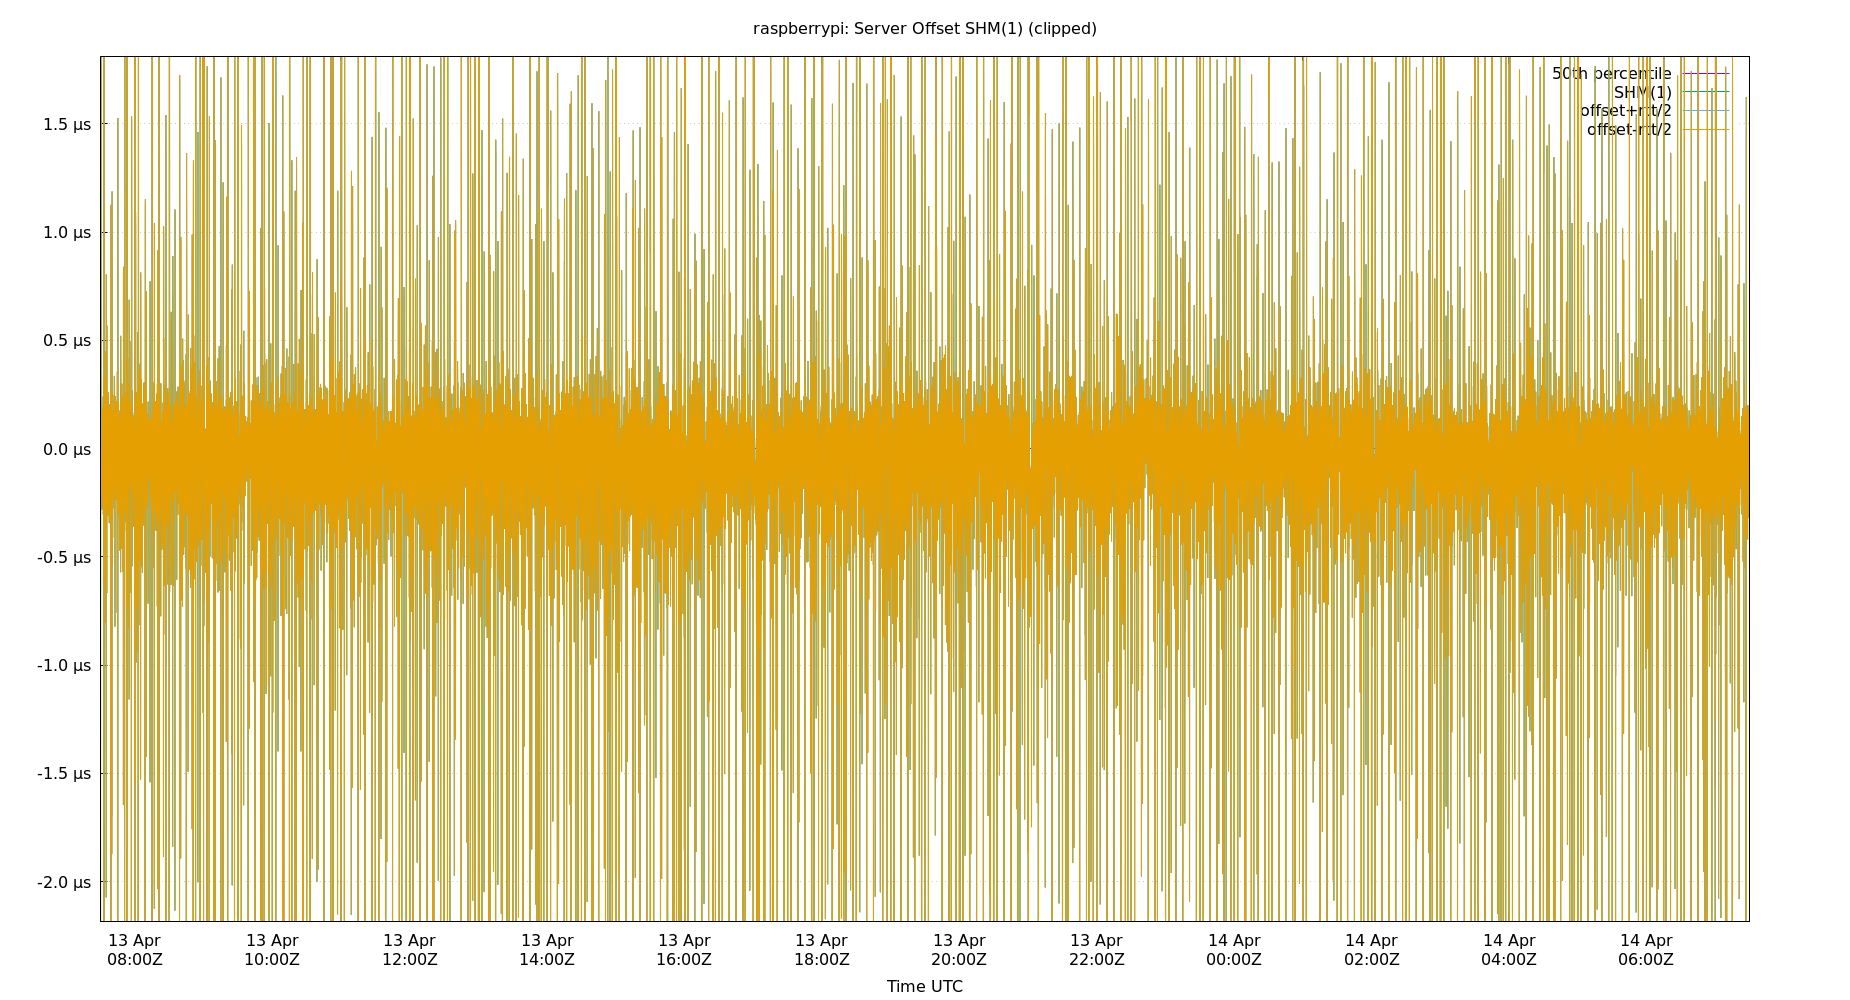 raspberrypi: Server Offset SHM(1) (clipped)
50th percentile
SHM(1)
offset+rtt/2
offset-rtt/2
1.5 µs
1.0 µs
0.5 µs
0.0 µs
-0.5 µs
-1.0 µs
-1.5 µs
-2.0 µs
13 Apr 13 Apr 13 Apr 13 Apr 13 Apr 13 Apr 13 Apr 13 Apr 14 Apr 14 Apr 14 Apr 14 Apr
08:00Z 10:00Z 12:00Z 14:00Z 16:00Z 18:00Z 20:00Z 22:00Z 00:00Z 02:00Z 04:00Z 06:00Z
Time UTC